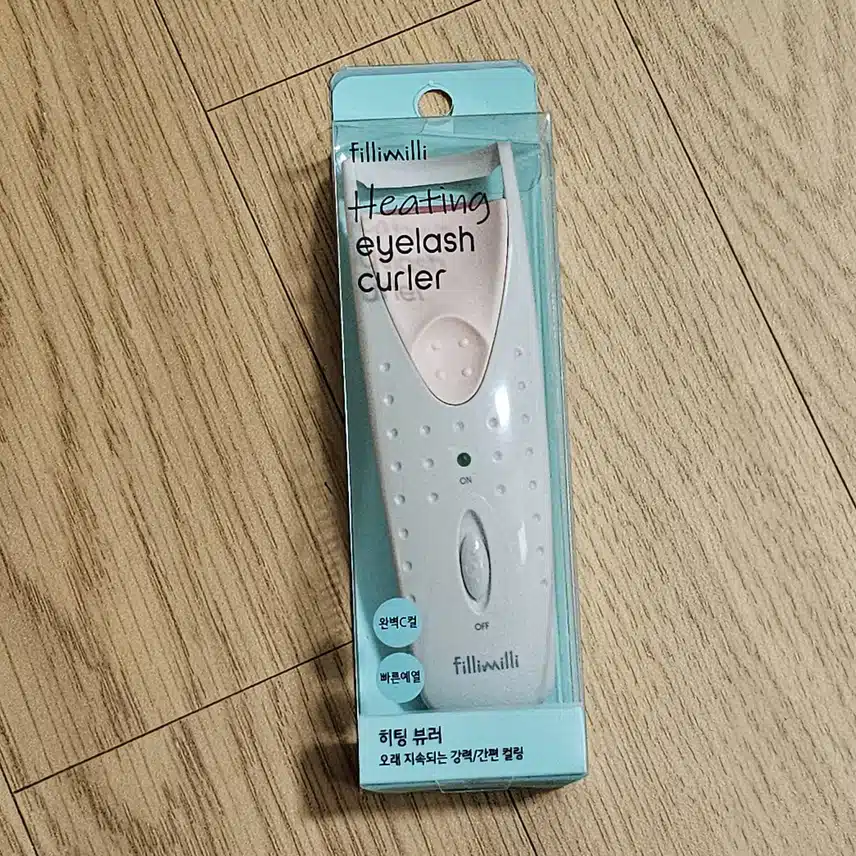 fillimilli
Heating
eyelash
curler
ON
OFF
완벽C컬
빠른예열
fillimilli
히팅 뷰러
오래 지속되는 강력/간편 컬링